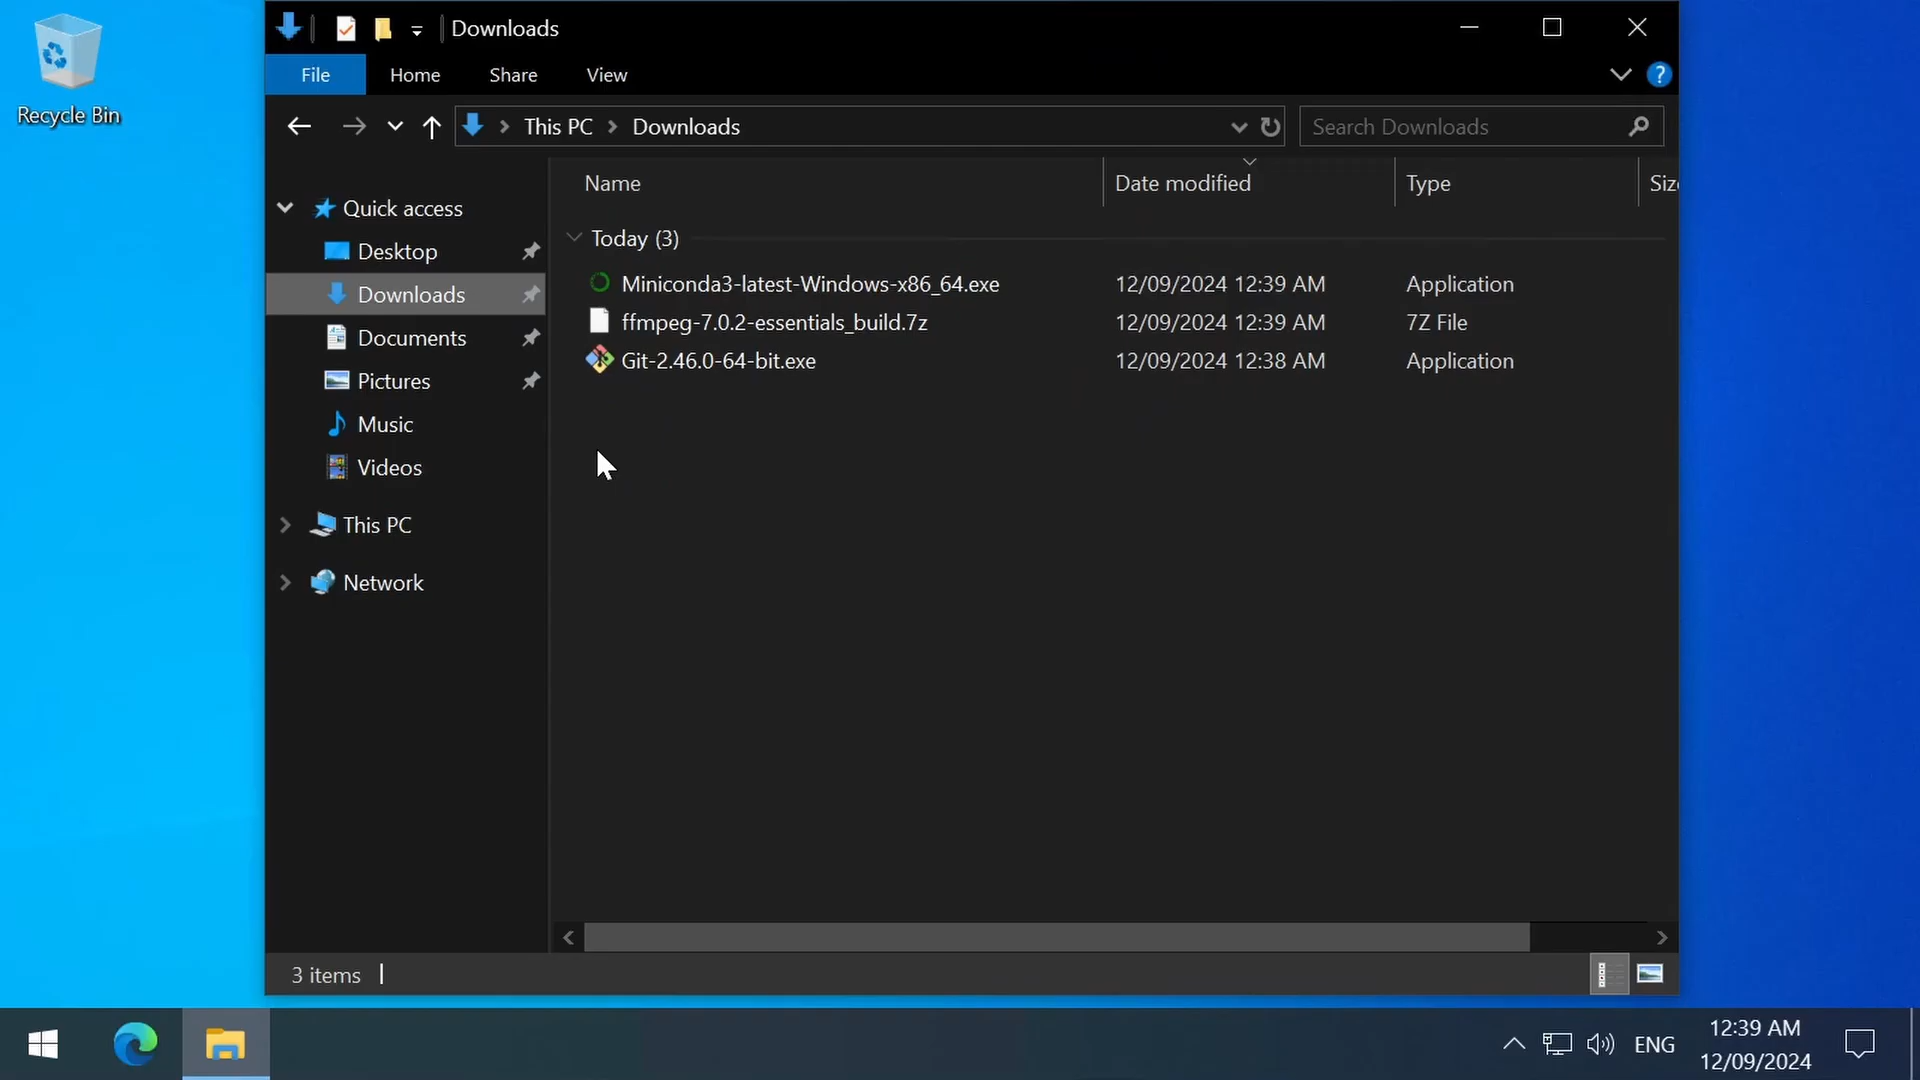 Recycle Bin
Downloads
File Home Share View
?
This PC Downloads
Search Downloads
Name Date modified Type Siz
Quick access
Desktop
Downloads
Documents
Pictures
Music
Videos
This PC
Network
Today (3)
Miniconda3-latest-Windows-x86_64.exe 12/09/2024 12:39 AM Application
ffmpeg-7.0.2-essentials_build.7z 12/09/2024 12:39 AM 7Z File
Git-2.46.0-64-bit.exe 12/09/2024 12:38 AM Application
3 items
ENG
12:39 AM
12/09/2024